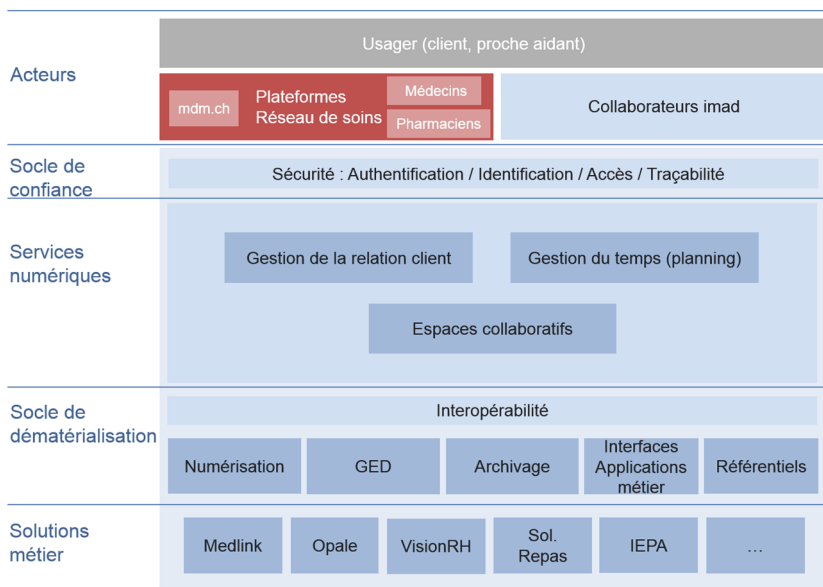 Acteurs
Usager (client, proche aidant)
mdm.ch
Plateformes
Réseau de soins
Médecins
Pharmaciens
Collaborateurs imad
Socle de
confiance
Sécurité : Authentification / Identification / Accès / Traçabilité
Services
numériques
Gestion de la relation client
Gestion du temps (planning)
Espaces collaboratifs
Socle de
dématérialisation
Interopérabilité
Numérisation
GED
Archivage
Interfaces
Applications
métier
Référentiels
Solutions
métier
Medlink
Opale
VisionRH
Sol.
Repas
IEPA
...